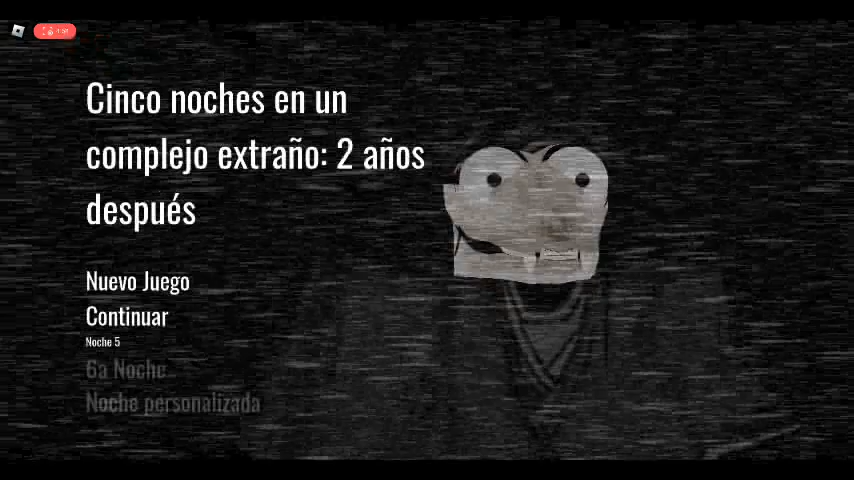 Cinco noches en un
complejo extraño: 2 años
después
Nuevo Juego
Continuar
Noche 5
6a Noche
Noche personalizada